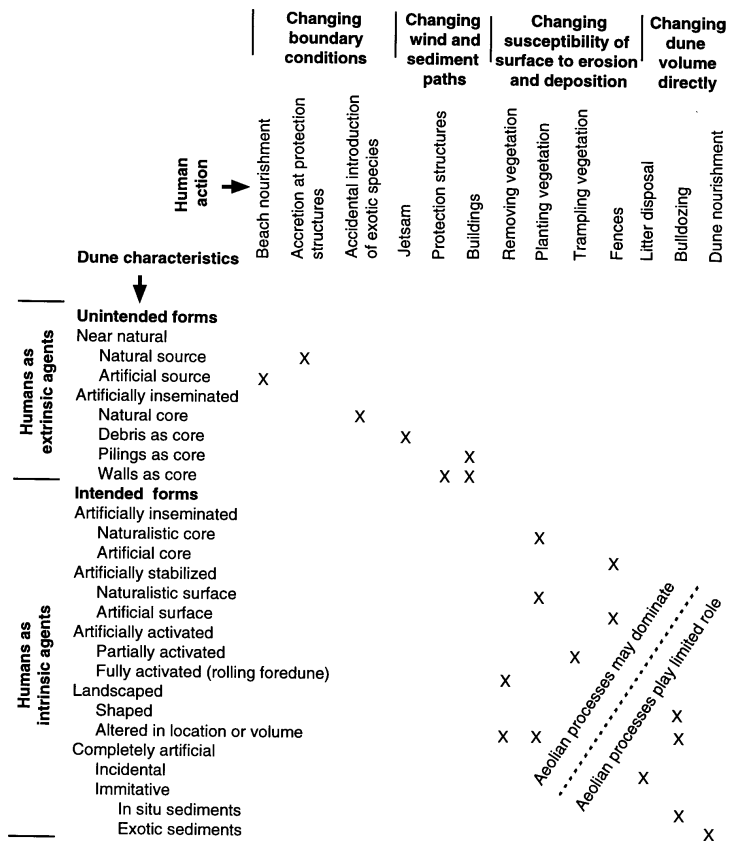 Changing
boundary
conditions
Changing
wind and
sediment
paths
Changing
susceptibility of
surface to erosion
and deposition
Changing
dune
volume
directly
Human
action
Beach nourishment
Accretion at protection
structures
Accidental introduction
of exotic species
Jetsam
Protection structures
Buildings
Removing vegetation
Planting vegetation
Trampling vegetation
Fences
Litter disposal
Bulldozing
Dune nourishment
Dune characteristics
Humans as
extrinsic agents
Unintended forms
Near natural
Natural source X
Artificial source X
Artificially inseminated
Natural core X
Debris as core X
Pilings as core X
Walls as core X X
Humans as
intrinsic agents
Intended forms
Artificially inseminated
Naturalistic core X
Artificial core X
Artificially stabilized
Naturalistic surface X
Artificial surface X
Artificially activated
Partially activated X
Fully activated (rolling foredune) X
Landscaped
Shaped X
Altered in location or volume X X X
Completely artificial
Incidental X
Immitative
In situ sediments X
Exotic sediments X
Aeolian processes may dominate
Aeolian processes play limited role